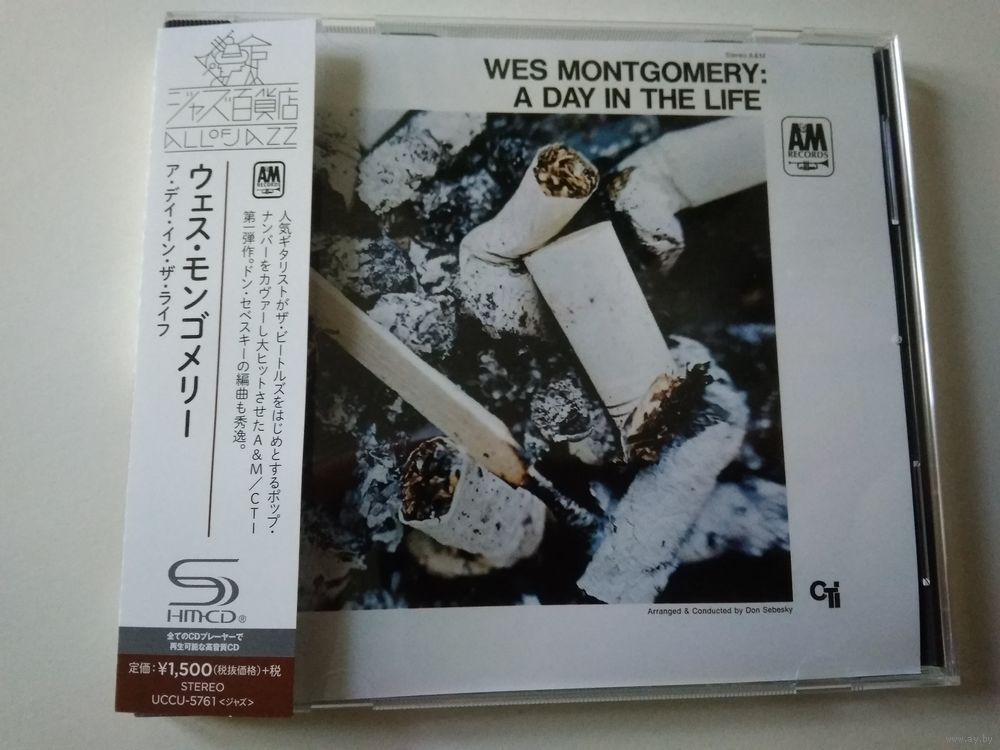 ジャズ百貨店
ALL OF JAZZ
A&M
RECORDS
人気ギタリストがザ・ビートルズをはじめとするポップ・
ナンバーをカヴァーし大ヒットさせたA&M／CTI
第一弾作。ドン・セベスキーの編曲も秀逸。
ウェス・モンゴメリー
ア・デイ・イン・ザ・ライフ
SHM-CD®
全てのCDプレーヤーで
再生可能な高音質CD
定価：¥1,500(税抜価格)+税
STEREO
UCCU-5761<ジャズ>
Stereo A&M
WES MONTGOMERY:
A DAY IN THE LIFE
A&M
RECORDS
CTi
Arranged & Conducted by Don Sebesky
www.ay.by